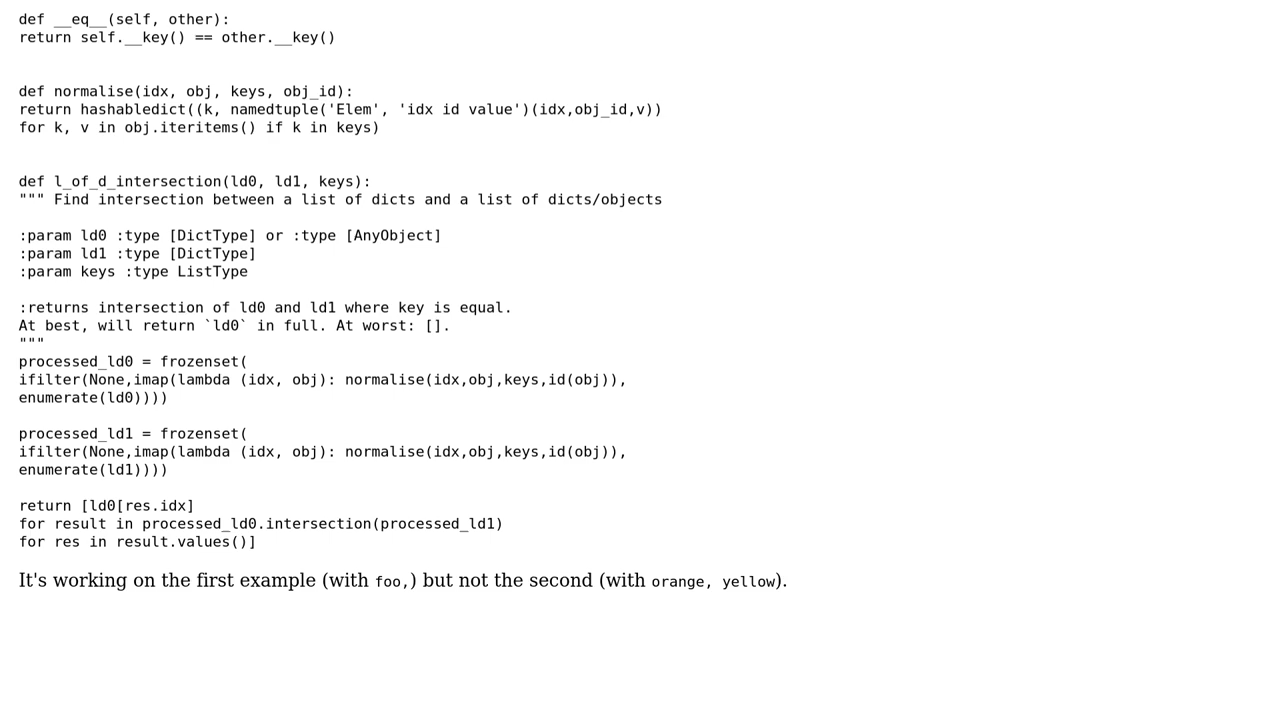 def __eq__(self, other):
return self.__key() == other.__key()
def normalise(idx, obj, keys, obj_id):
return hashabledict((k, namedtuple('Elem', 'idx id value')(idx,obj_id,v))
for k, v in obj.iteritems() if k in keys)
def l_of_d_intersection(ld0, ld1, keys):
""" Find intersection between a list of dicts and a list of dicts/objects
:param ld0 :type [DictType] or :type [AnyObject]
:param ld1 :type [DictType]
:param keys :type ListType
:returns intersection of ld0 and ld1 where key is equal.
At best, will return `ld0` in full. At worst: [].
"""
processed_ld0 = frozenset(
ifilter(None,imap(lambda (idx, obj): normalise(idx,obj,keys,id(obj)),
enumerate(ld0))))
processed_ld1 = frozenset(
ifilter(None,imap(lambda (idx, obj): normalise(idx,obj,keys,id(obj)),
enumerate(ld1))))
return [ld0[res.idx]
for result in processed_ld0.intersection(processed_ld1)
for res in result.values()]
It's working on the first example (with foo,) but not the second (with orange, yellow).